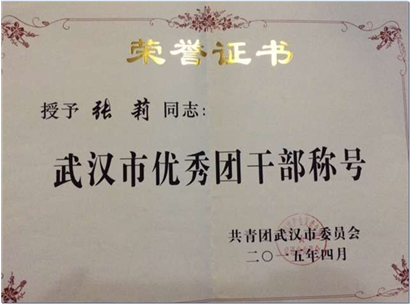 荣誉证书
授予 张莉 同志:
武汉市优秀团干部称号
共青团武汉市委员会
二〇一五年四月